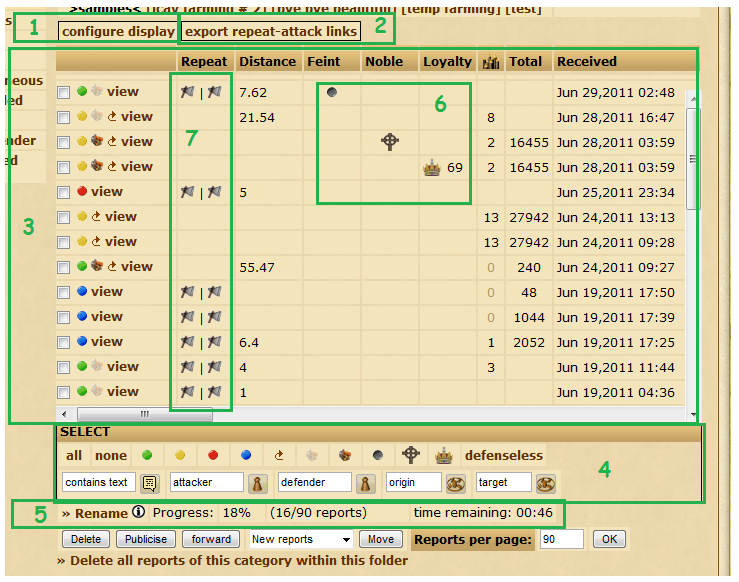 >sambless [icay farming # 2] [love live beautiful] [temp farming] [test]
s 1 configure display export repeat-attack links 2
Repeat Distance Feint Noble Loyalty Total Received
neous view | 7.62 Jun 29,2011 02:48
led view 21.54 6 8 Jun 28,2011 16:47
nder view 7 2 16455 Jun 28,2011 03:59
ed view 69 2 16455 Jun 28,2011 03:59
view | 5 Jun 25,2011 23:34
3 view 13 27942 Jun 24,2011 13:13
view 13 27942 Jun 24,2011 09:28
view 55.47 0 240 Jun 24,2011 09:27
view | 0 48 Jun 19,2011 17:50
view | 0 1044 Jun 19,2011 17:39
view | 6.4 1 2052 Jun 19,2011 17:25
view | 4 3 Jun 19,2011 11:44
view | 1 Jun 19,2011 04:36
SELECT
all none defenseless 4
contains text attacker defender origin target
5 » Rename Progress: 18% (16/90 reports) time remaining: 00:46
Delete Publicise forward New reports Move Reports per page: 90 OK
» Delete all reports of this category within this folder